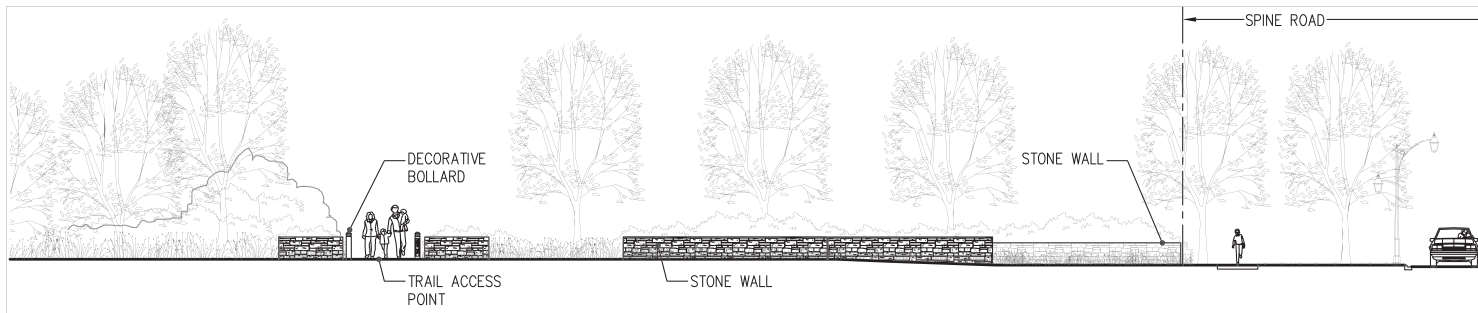 SPINE ROAD
DECORATIVE
BOLLARD
STONE WALL
TRAIL ACCESS
POINT
STONE WALL